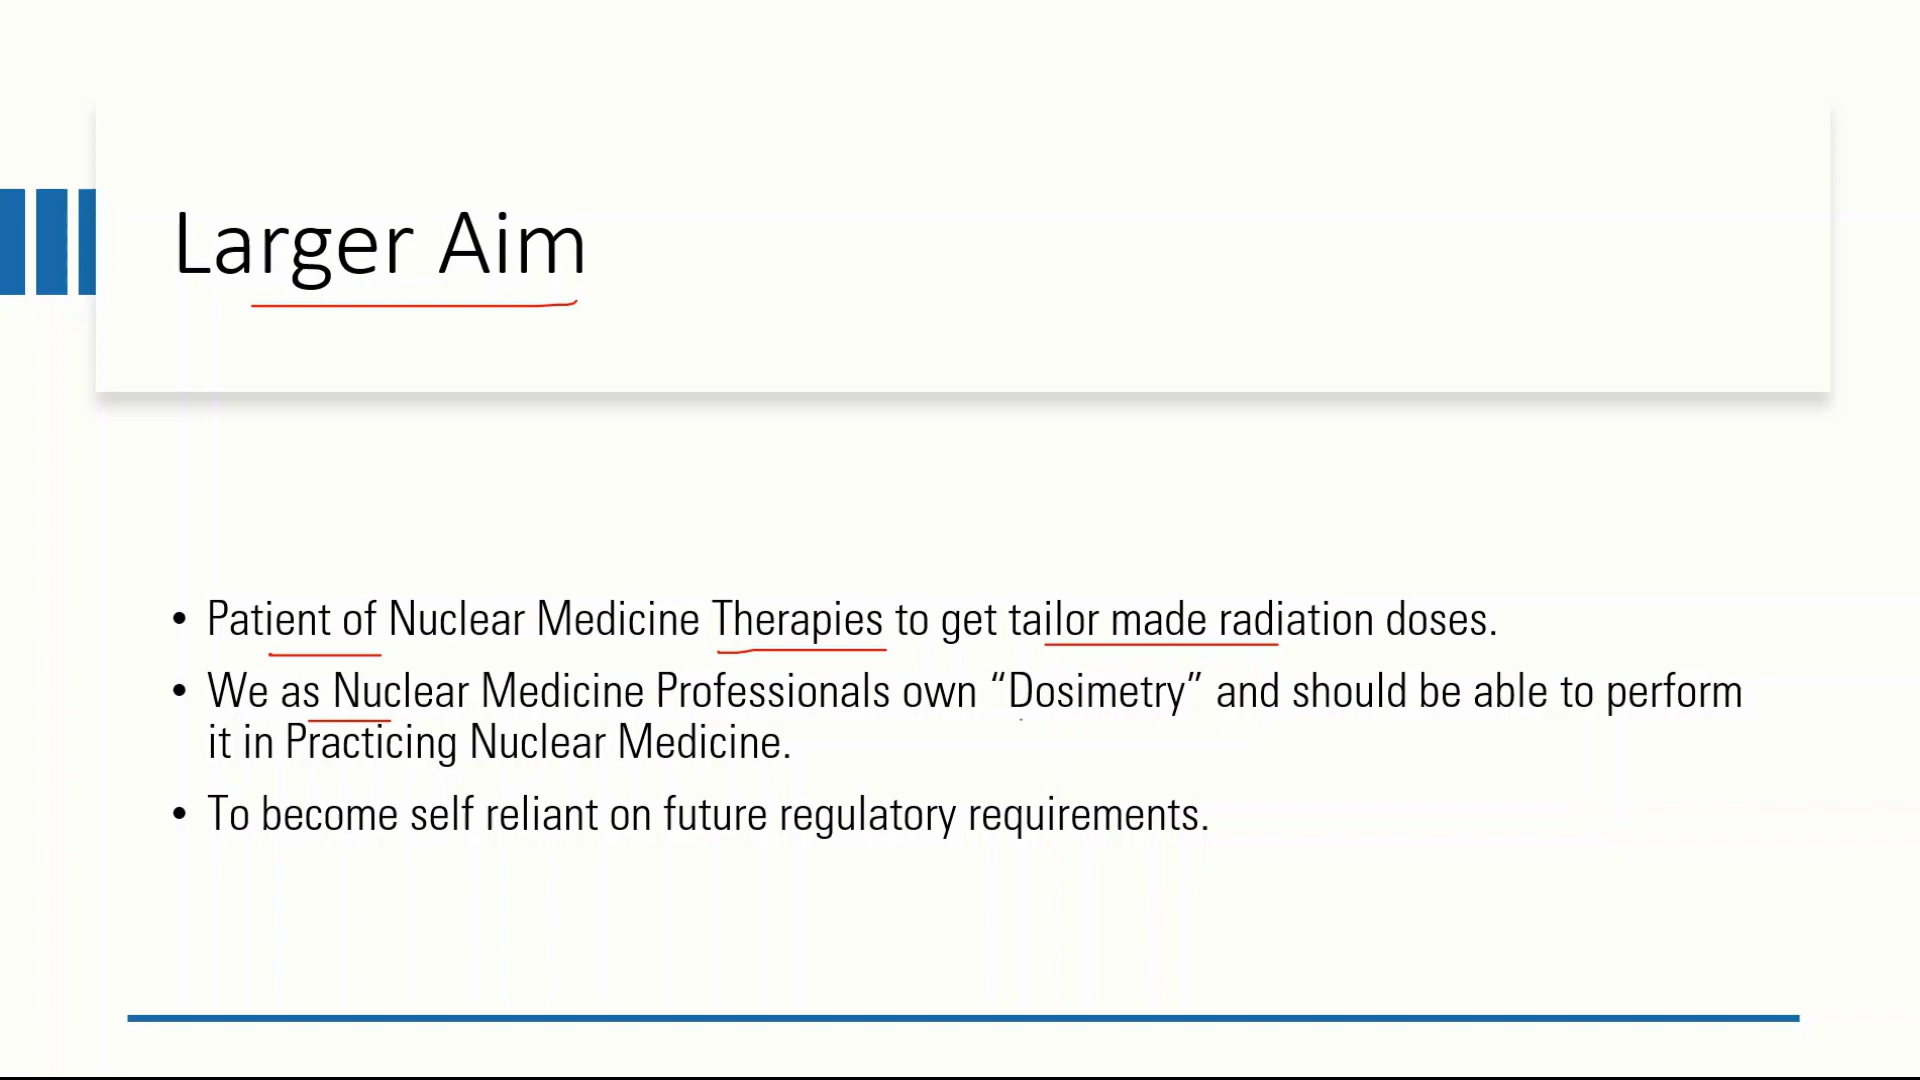 Larger Aim
• Patient of Nuclear Medicine Therapies to get tailor made radiation doses.
• We as Nuclear Medicine Professionals own “Dosimetry” and should be able to perform
it in Practicing Nuclear Medicine.
• To become self reliant on future regulatory requirements.